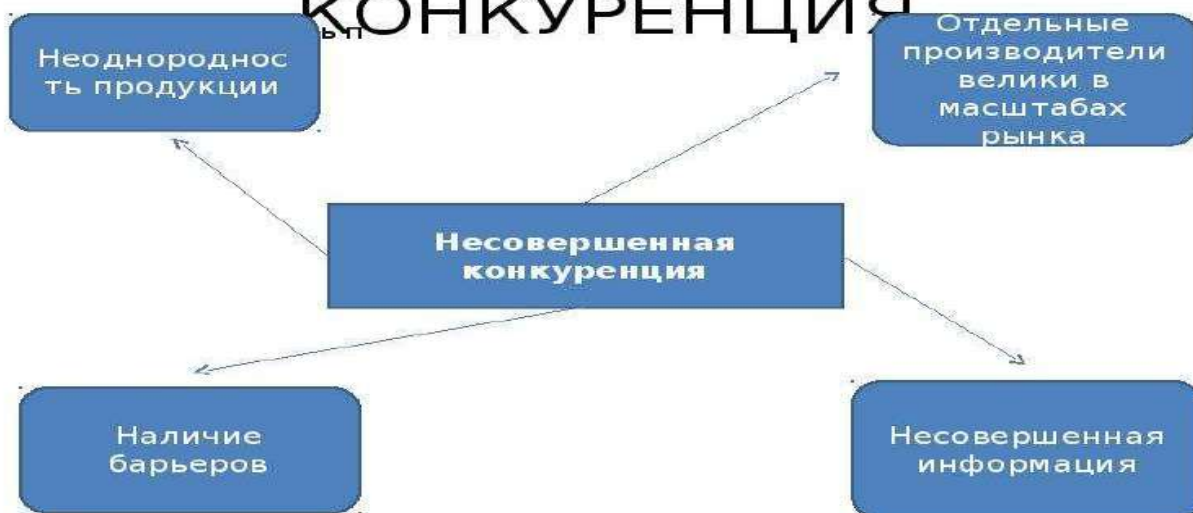 КОНКУРЕНЦИЯ
Неоднороднос
ть продукции
Отдельные
производители
велики в
масштабах
рынка
Несовершенная
конкуренция
Наличие
барьеров
Несовершенная
информация